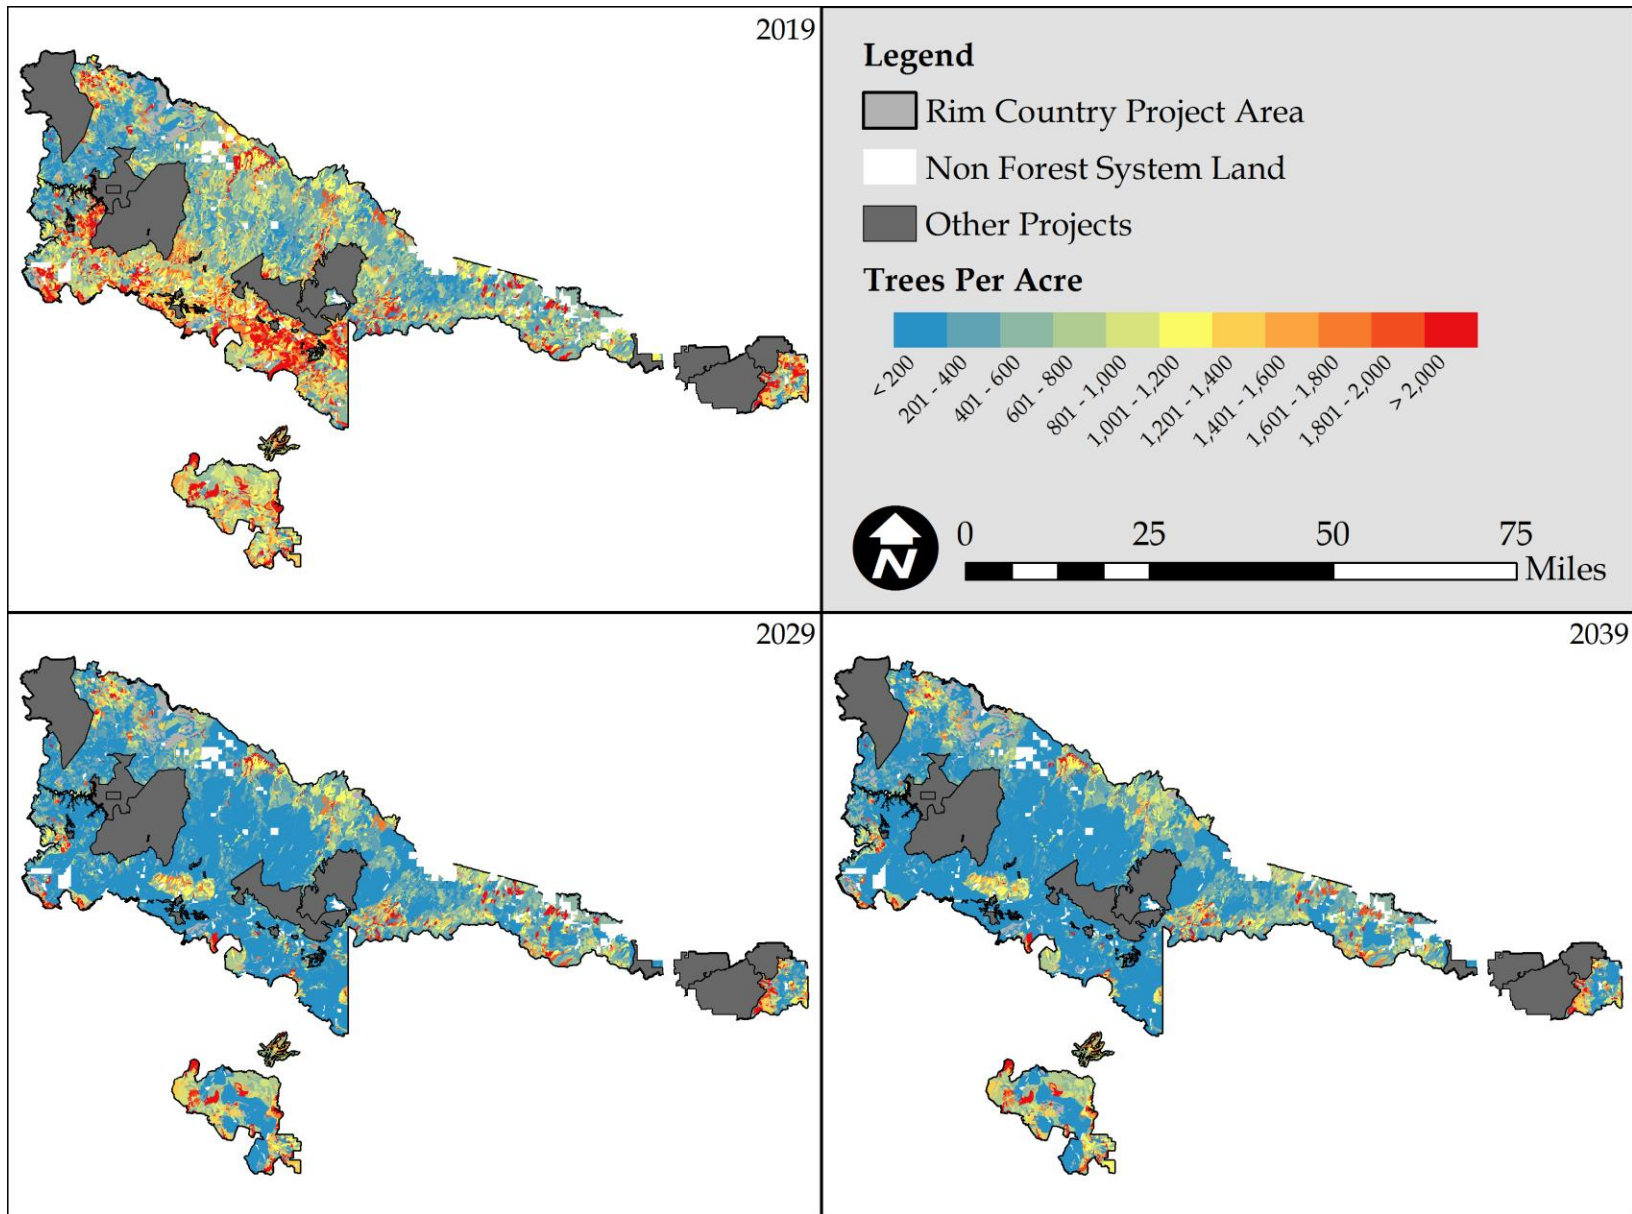 2019
Legend
Rim Country Project Area
Non Forest System Land
Other Projects
Trees Per Acre
< 200
201 - 400
401 - 600
601 - 800
801 - 1,000
1,001 - 1,200
1,201 - 1,400
1,401 - 1,600
1,601 - 1,800
1,801 - 2,000
> 2,000
N
0 25 50 75
Miles
2029
2039